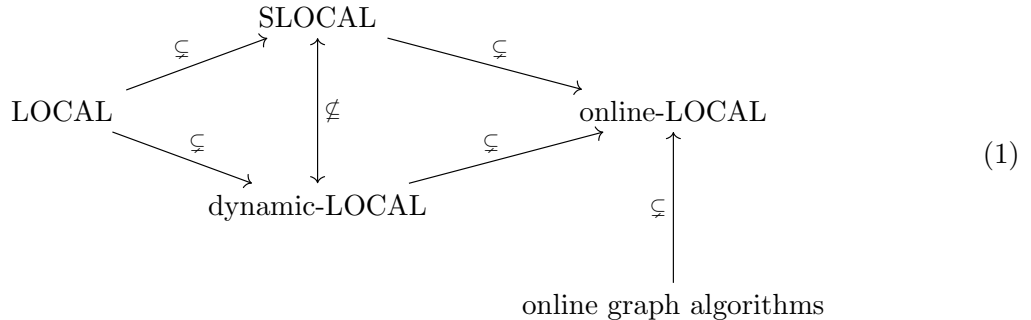 SLOCAL
⊊ ⊊
LOCAL ⊈ online-LOCAL (1)
⊊ ⊊
dynamic-LOCAL
⊊
online graph algorithms